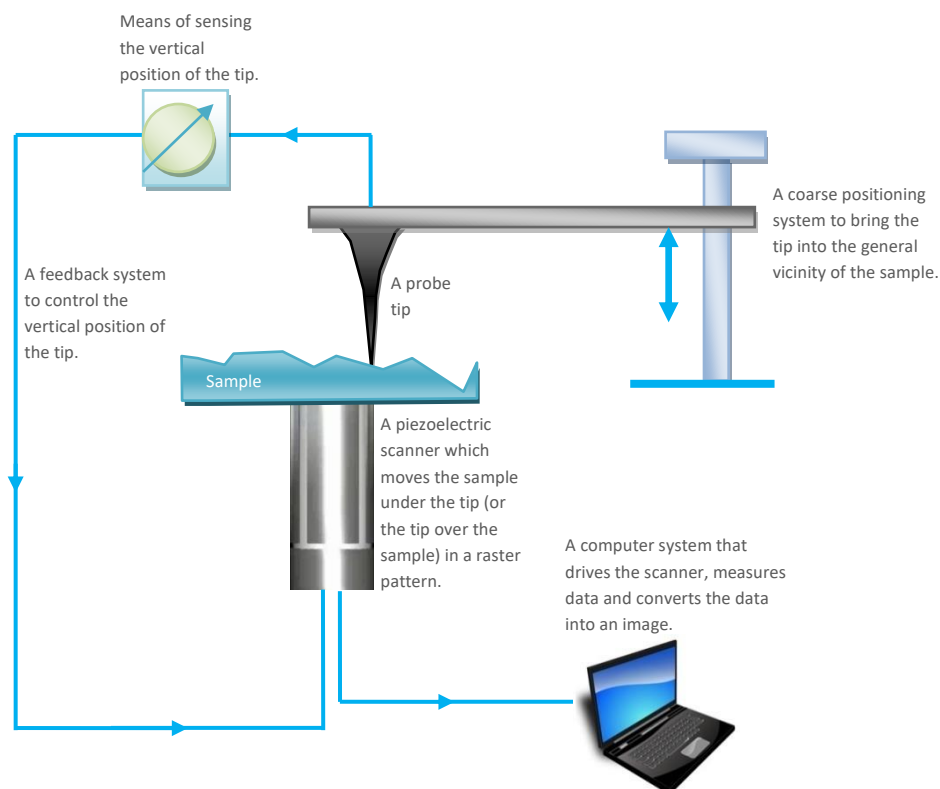 Means of sensing
the vertical
position of the tip.
A coarse positioning
system to bring the
tip into the general
vicinity of the sample.
A feedback system
to control the
vertical position of
the tip.
A probe
tip
Sample
A piezoelectric
scanner which
moves the sample
under the tip (or
the tip over the
sample) in a raster
pattern.
A computer system that
drives the scanner, measures
data and converts the data
into an image.